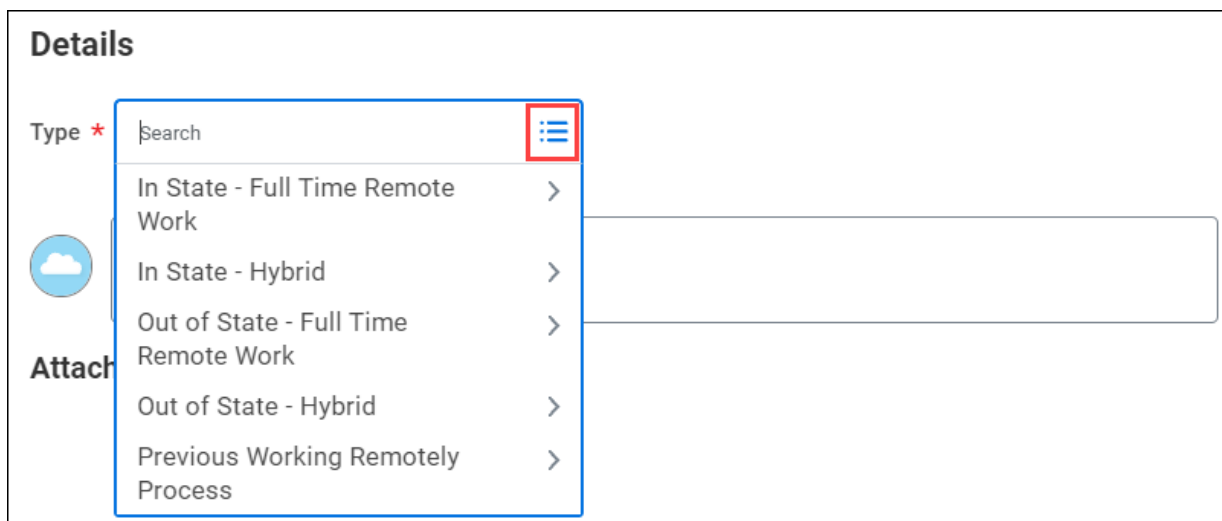 Details
Type *
Search
In State - Full Time Remote
Work
In State - Hybrid
Out of State - Full Time
Remote Work
Attach
Out of State - Hybrid
Previous Working Remotely
Process